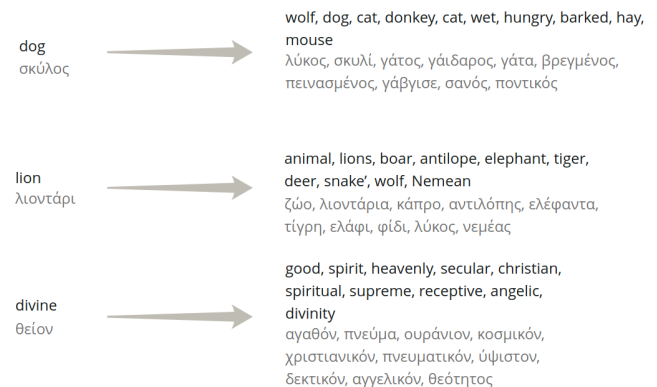 dog
σκύλος
wolf, dog, cat, donkey, cat, wet, hungry, barked, hay,
mouse
λύκος, σκυλί, γάτος, γάιδαρος, γάτα, βρεγμένος,
πεινασμένος, γάβγισε, σανός, ποντικός
lion
λιοντάρι
animal, lions, boar, antilope, elephant, tiger,
deer, snake’, wolf, Nemean
ζώο, λιοντάρια, κάπρο, αντιλόπης, ελέφαντα,
τίγρη, ελάφι, φίδι, λύκος, νεμέας
divine
θείον
good, spirit, heavenly, secular, christian,
spiritual, supreme, receptive, angelic,
divinity
αγαθόν, πνεύμα, ουράνιον, κοσμικόν,
χριστιανικόν, πνευματικόν, ύψιστον,
δεκτικόν, αγγελικόν, θεότητος